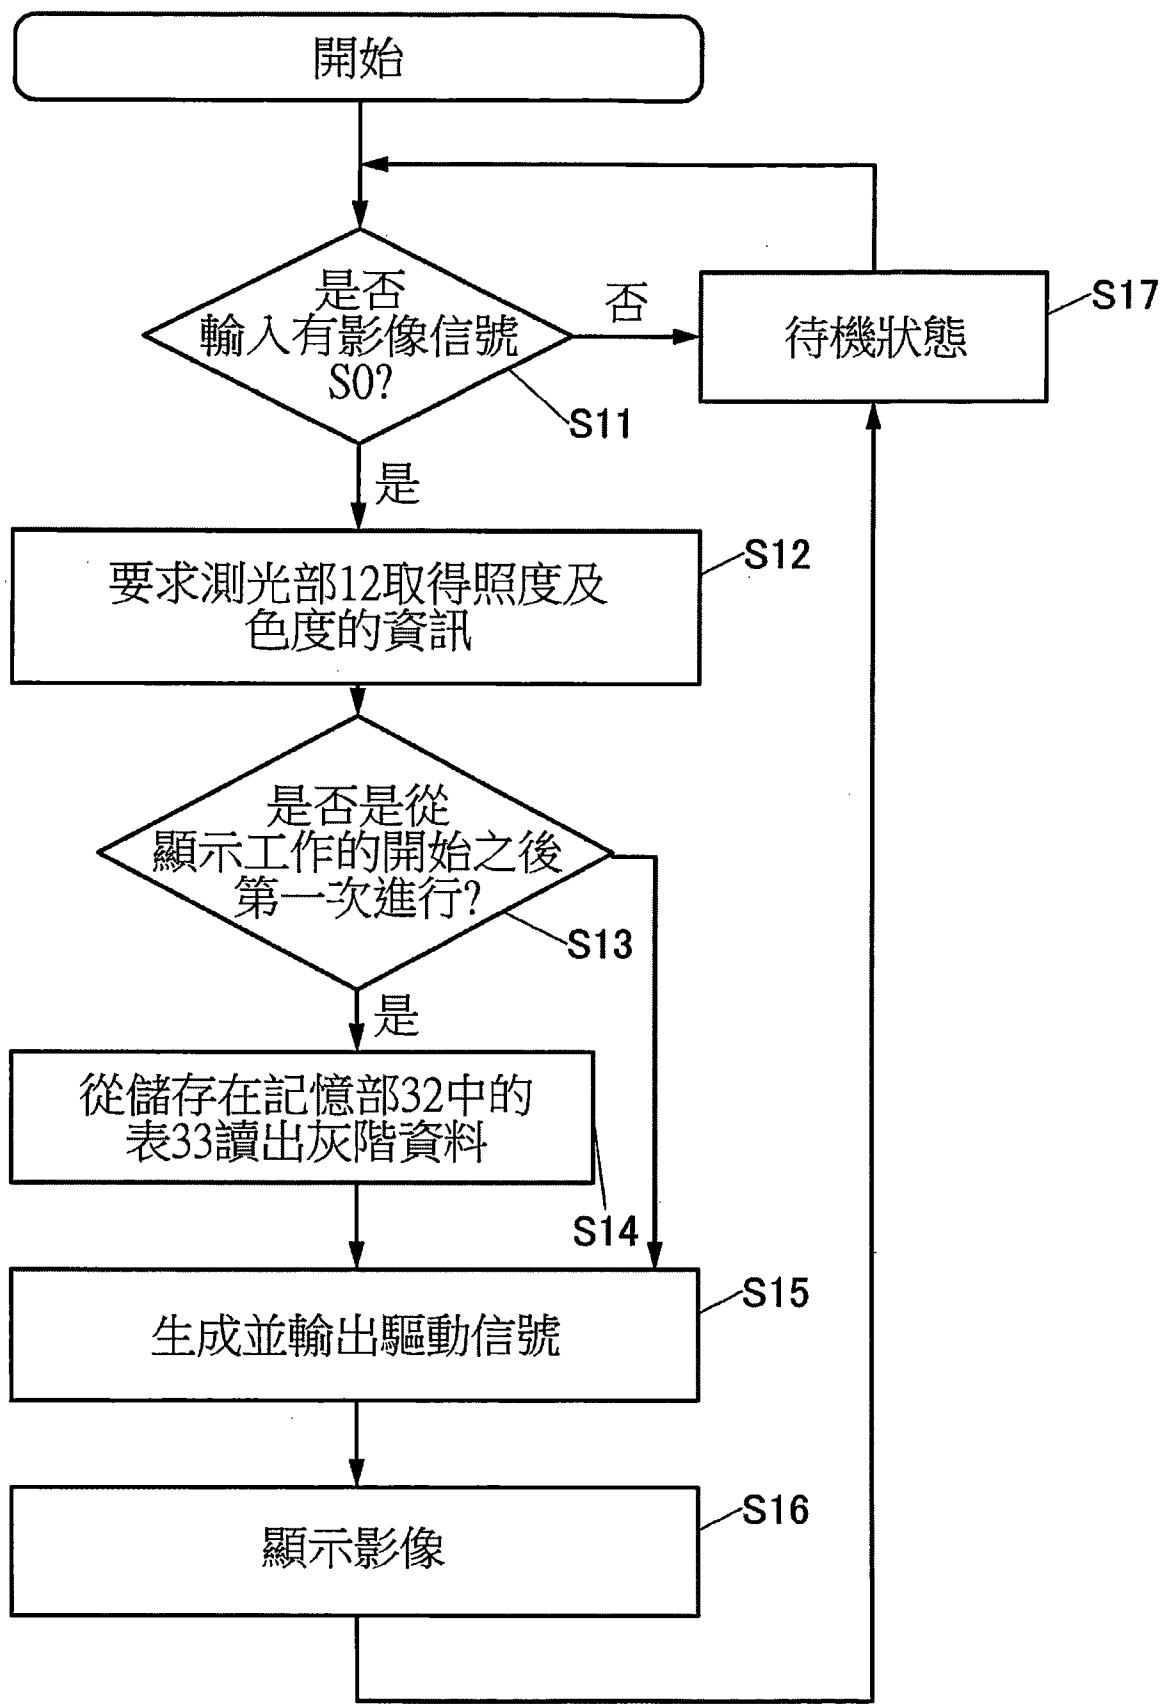 開始
是否
輸入有影像信號
S0?
否
待機狀態
S17
S11
是
要求測光部12取得照度及
色度的資訊
S12
是否是從
顯示工作的開始之後
第一次進行?
S13
是
從儲存在記憶部32中的
表33讀出灰階資料
S14
生成並輸出驅動信號
S15
顯示影像
S16